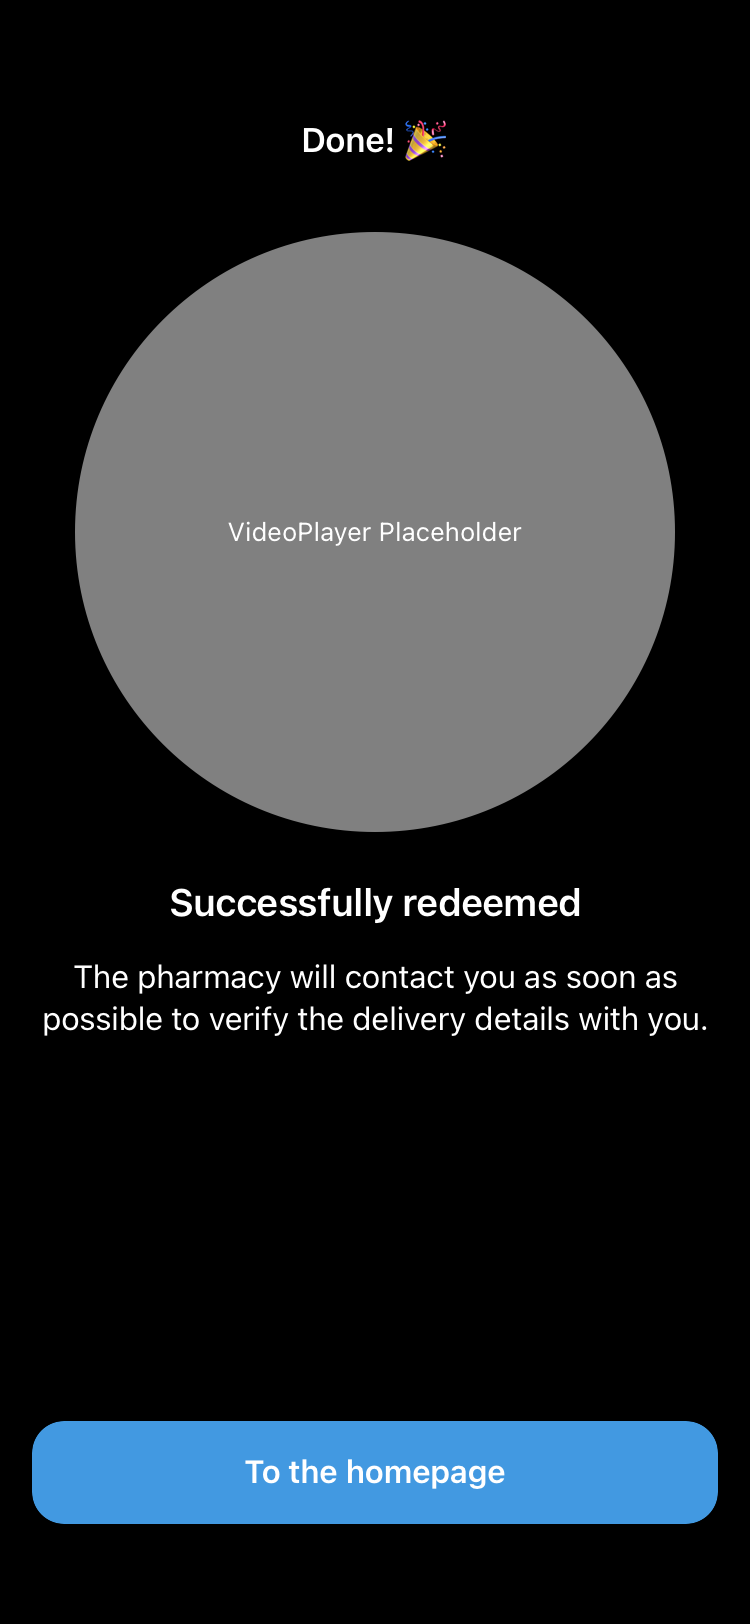 Done! 🎉
VideoPlayer Placeholder
Successfully redeemed
The pharmacy will contact you as soon as
possible to verify the delivery details with you.
To the homepage